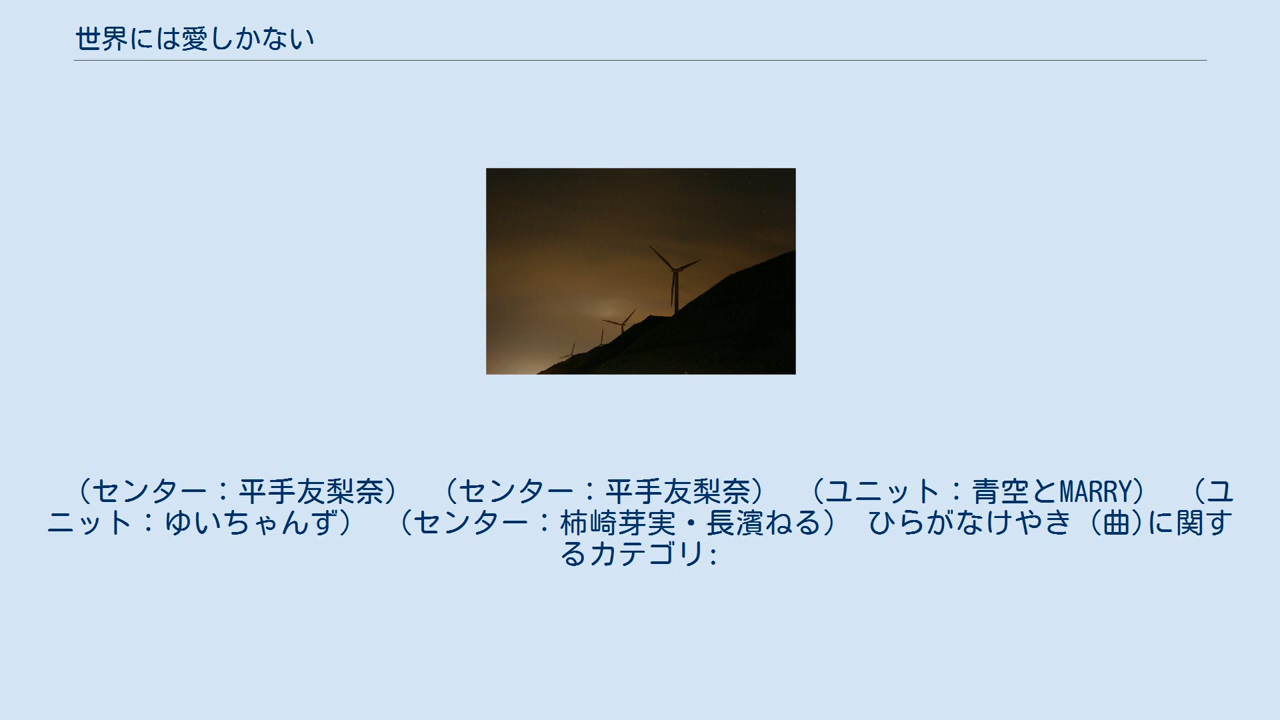 世界には愛しかない
（センター：平手友梨奈）　（センター：平手友梨奈）　（ユニット：青空とMARRY）　（ユ
ニット：ゆいちゃんず）　（センター：柿崎芽実・長濱ねる）　ひらがなけやき (曲)に関す
るカテゴリ: